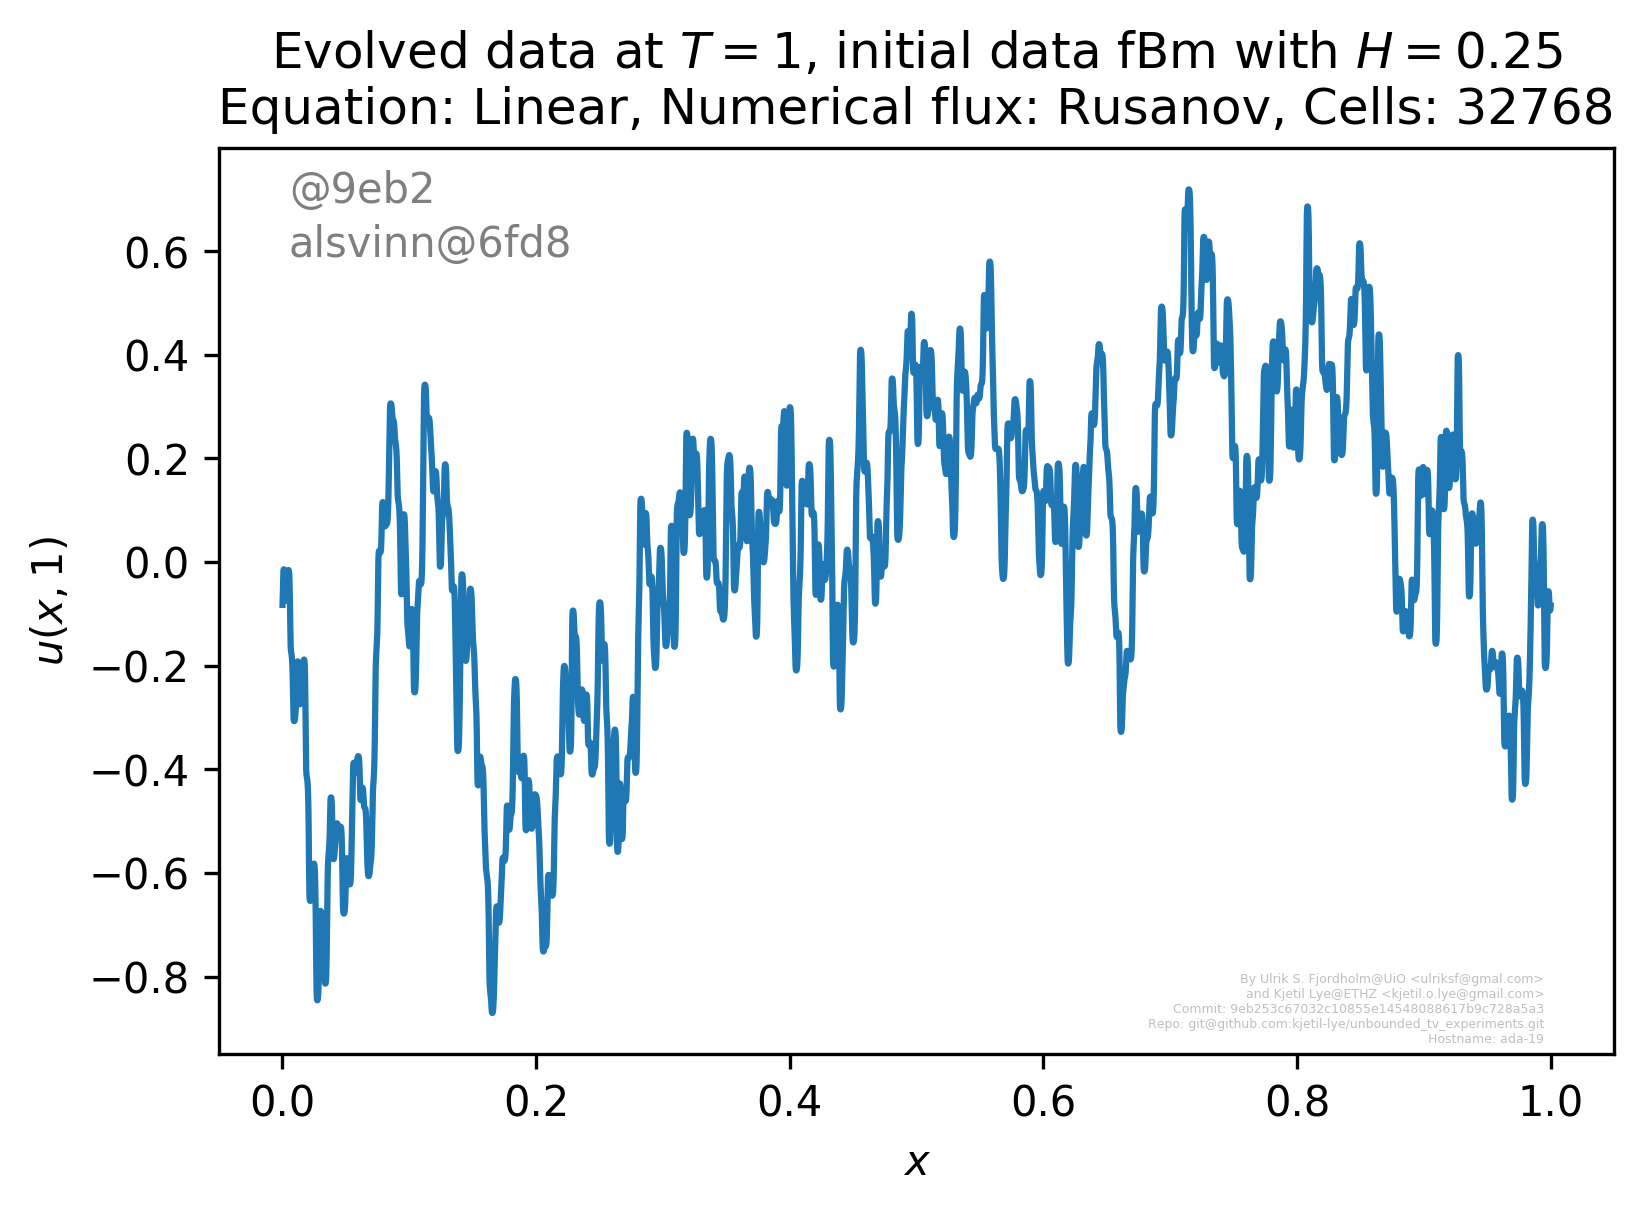 Evolved data at T = 1, initial data fBm with H = 0.25
Equation: Linear, Numerical flux: Rusanov, Cells: 32768
@9eb2
alsvinn@6fd8
0.6
0.4
0.2
0.0
−0.2
−0.4
−0.6
−0.8
u(x, 1)
By Ulrik S. Fjordholm@UiO <ulriksf@gmal.com>
and Kjetil Lye@ETHZ <kjetil.o.lye@gmail.com>
Commit: 9eb253c67032c10855e14548088617b9c728a5a3
Repo: git@github.com:kjetil-lye/unbounded_tv_experiments.git
Hostname: ada-19
0.0 0.2 0.4 0.6 0.8 1.0
x